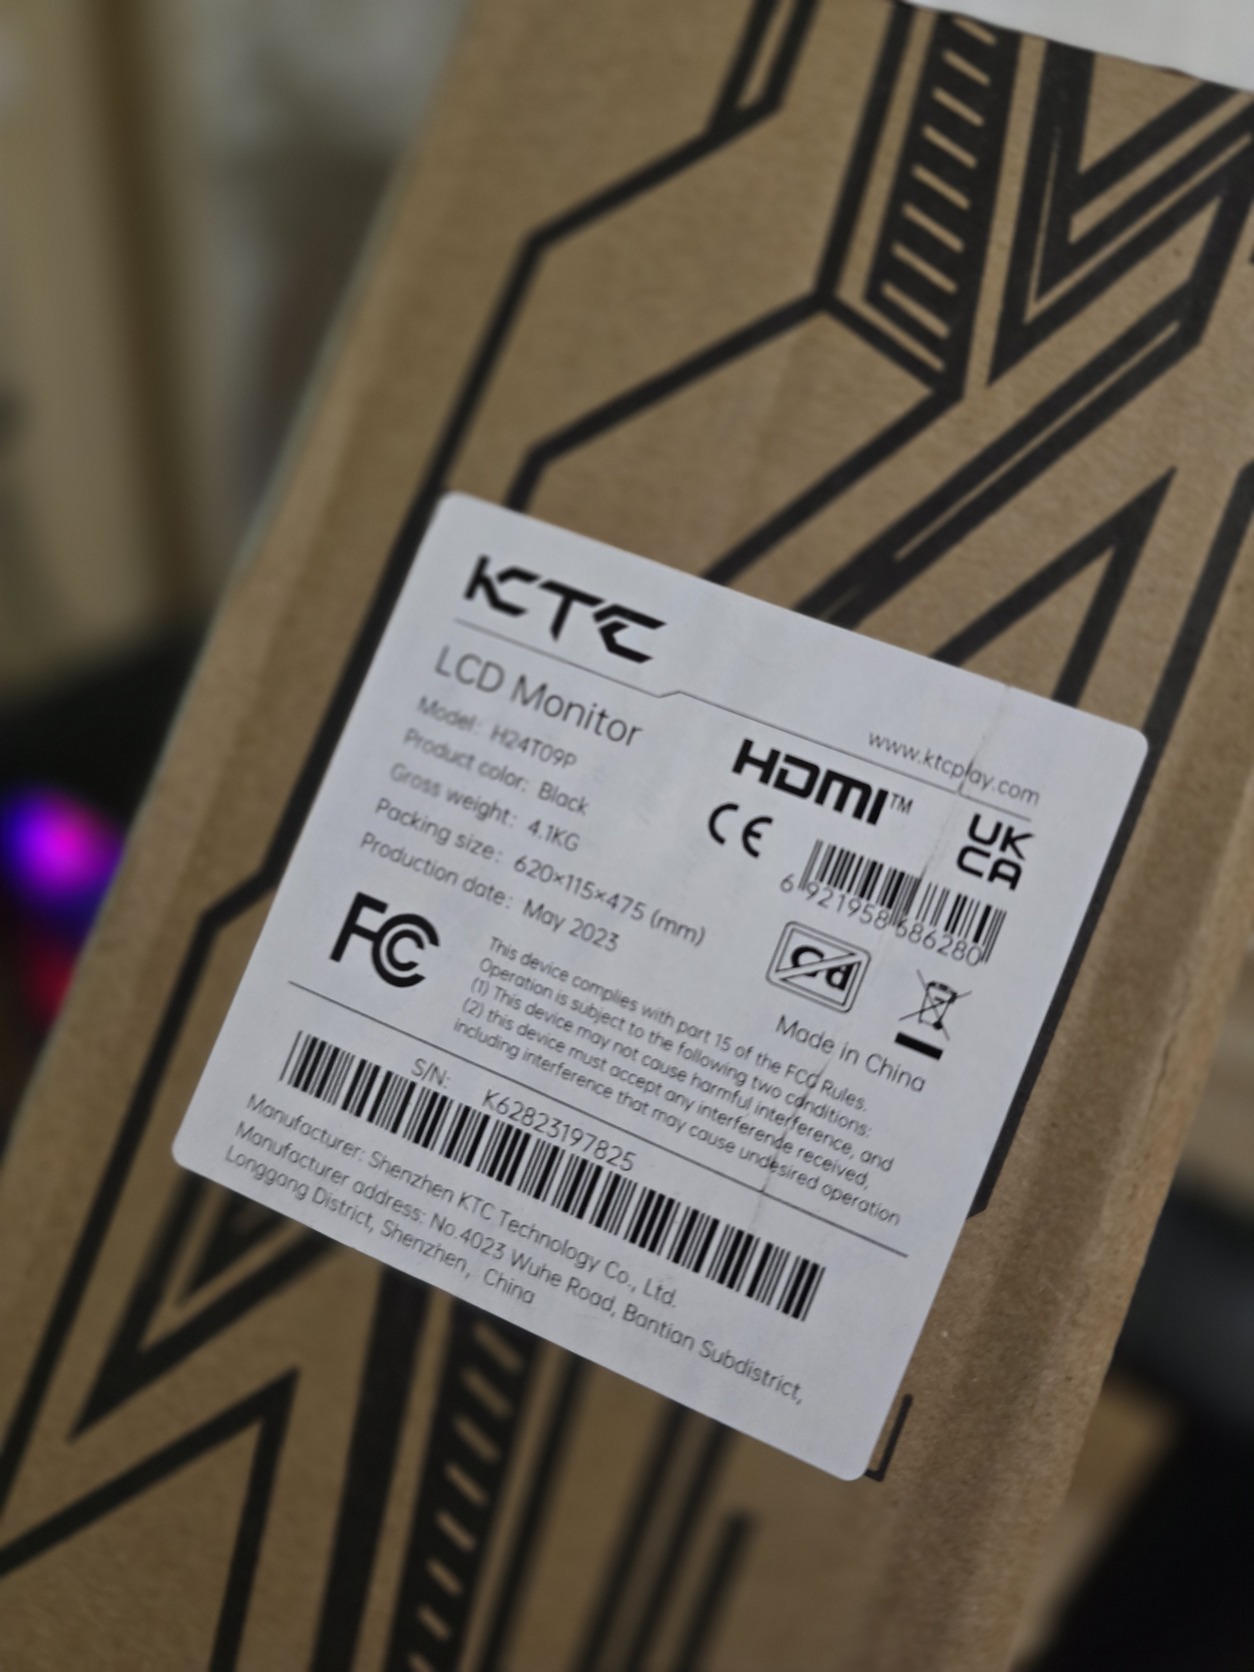 KTC
www.ktcplay.com
LCD Monitor
Model: H24T09P
Product color: Black
Gross weight: 4.1KG
Packing size: 620×115×475 (mm)
Production date: May 2023
HDMI™
CE
UK
CA
6 921958 686280
Pb
Made in China
FC
This device complies with part 15 of the FCC Rules.
Operation is subject to the following two conditions:
(1) This device may not cause harmful interference, and
(2) this device must accept any interference received,
including interference that may cause undesired operation
S/N: K62823197825
Manufacturer: Shenzhen KTC Technology Co., Ltd.
Manufacturer address: No.4023 Wuhe Road, Bantian Subdistrict,
Longgang District, Shenzhen, China